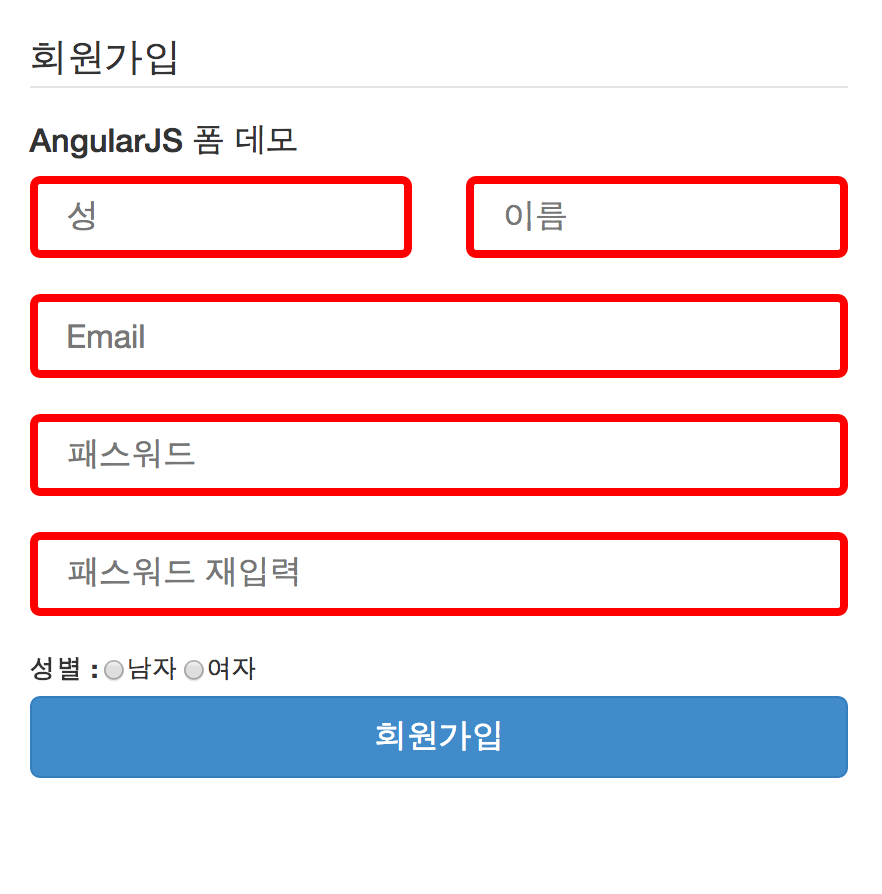 회원가입
AngularJS 폼 데모
성 이름
Email
패스워드
패스워드 재입력
성별 : 남자 여자
회원가입